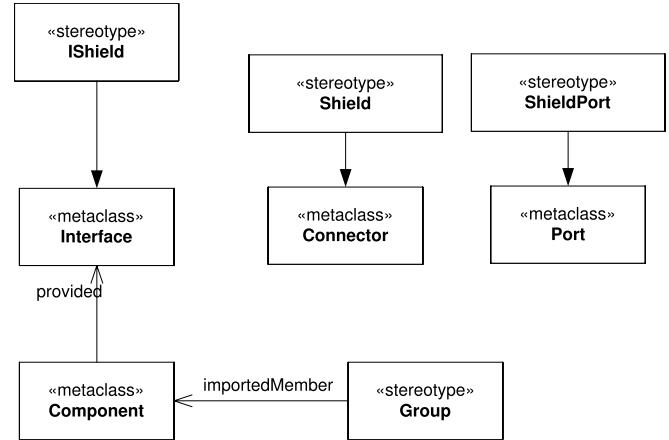 «stereotype»
IShield
«stereotype»
Shield
«stereotype»
ShieldPort
«metaclass»
Interface
«metaclass»
Connector
«metaclass»
Port
provided
«metaclass»
Component
importedMember
«stereotype»
Group